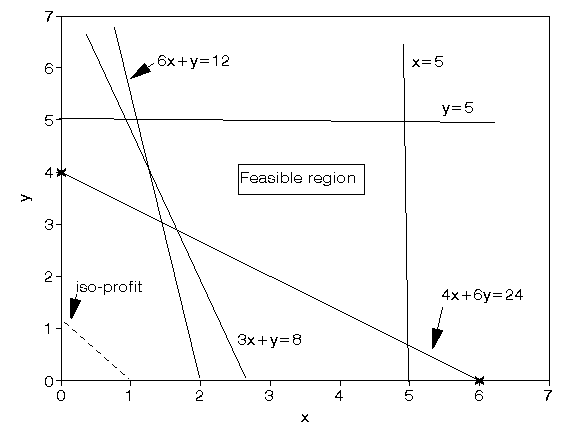 7
6x+y=12
6
x=5
y=5
5
Feasible region
4
y
3
iso-profit
2
4x+6y=24
1
3x+y=8
0
0 1 2 3 4 5 6 7
x